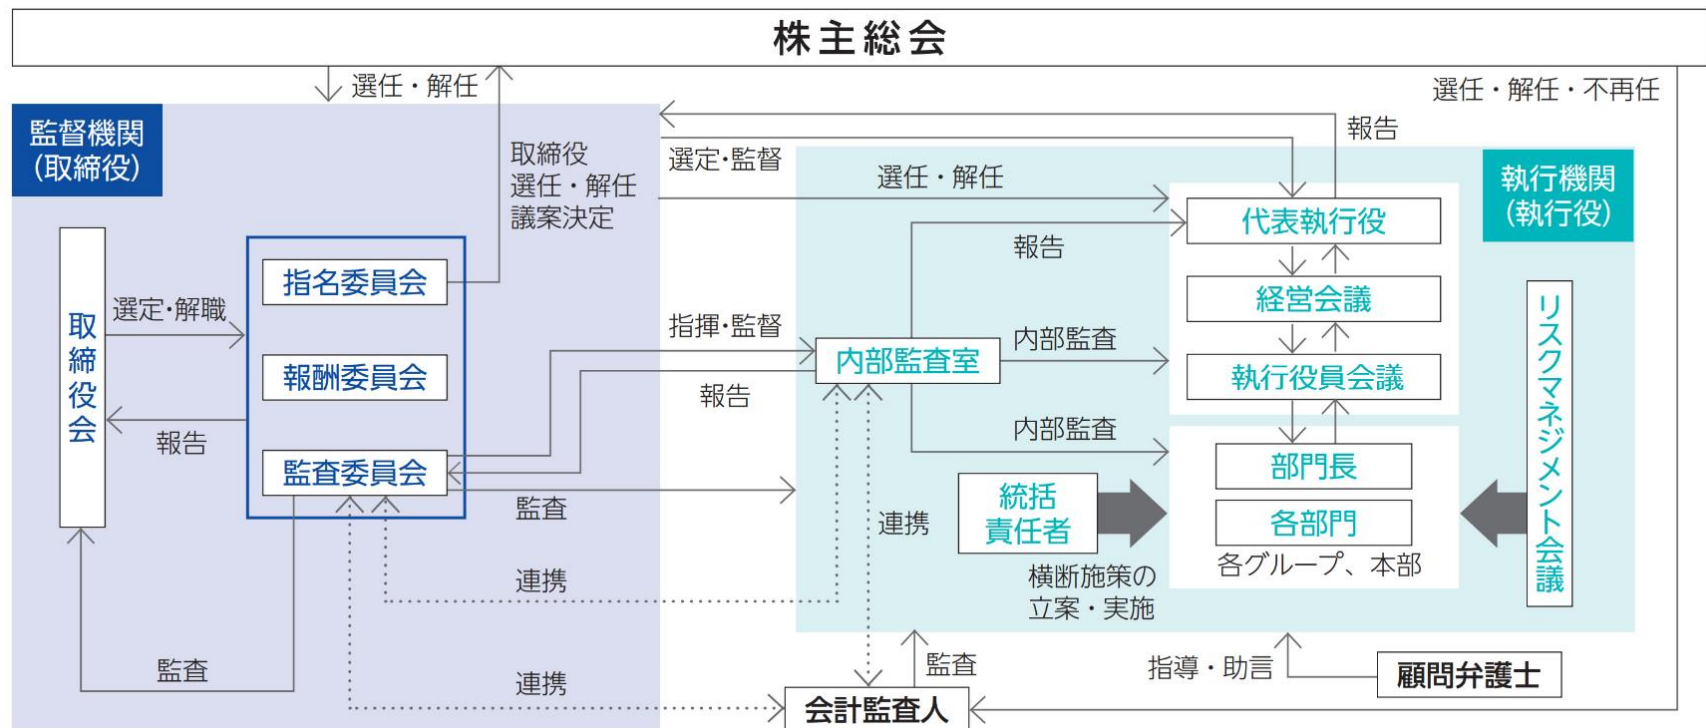 株主総会
選任・解任
選任・解任・不再任
監督機関
(取締役)
報告
選定・監督
取締役
選任・解任
議案決定
選任・解任
執行機関
(執行役)
代表執行役
報告
指名委員会
経営会議
選定・解職
取締役会
指揮・監督
内部監査室
内部監査
リスクマネジメント会議
報酬委員会
執行役員会議
報告
報告
内部監査
監査委員会
部門長
監査
統括
責任者
連携
各部門
各グループ、本部
横断施策の
立案・実施
連携
監査
監査
指導・助言
顧問弁護士
連携
会計監査人